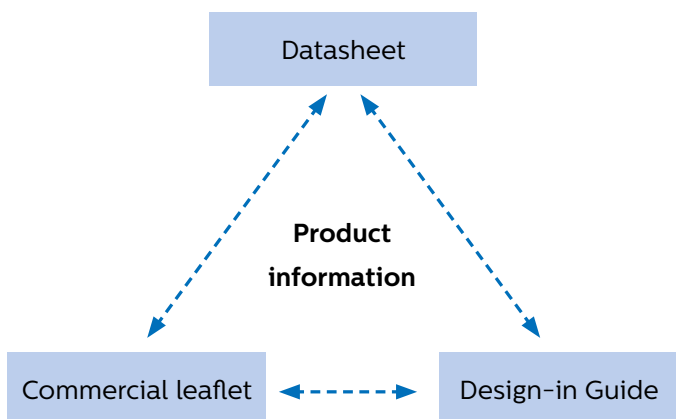 Datasheet
Product
information
Commercial leaflet
Design-in Guide